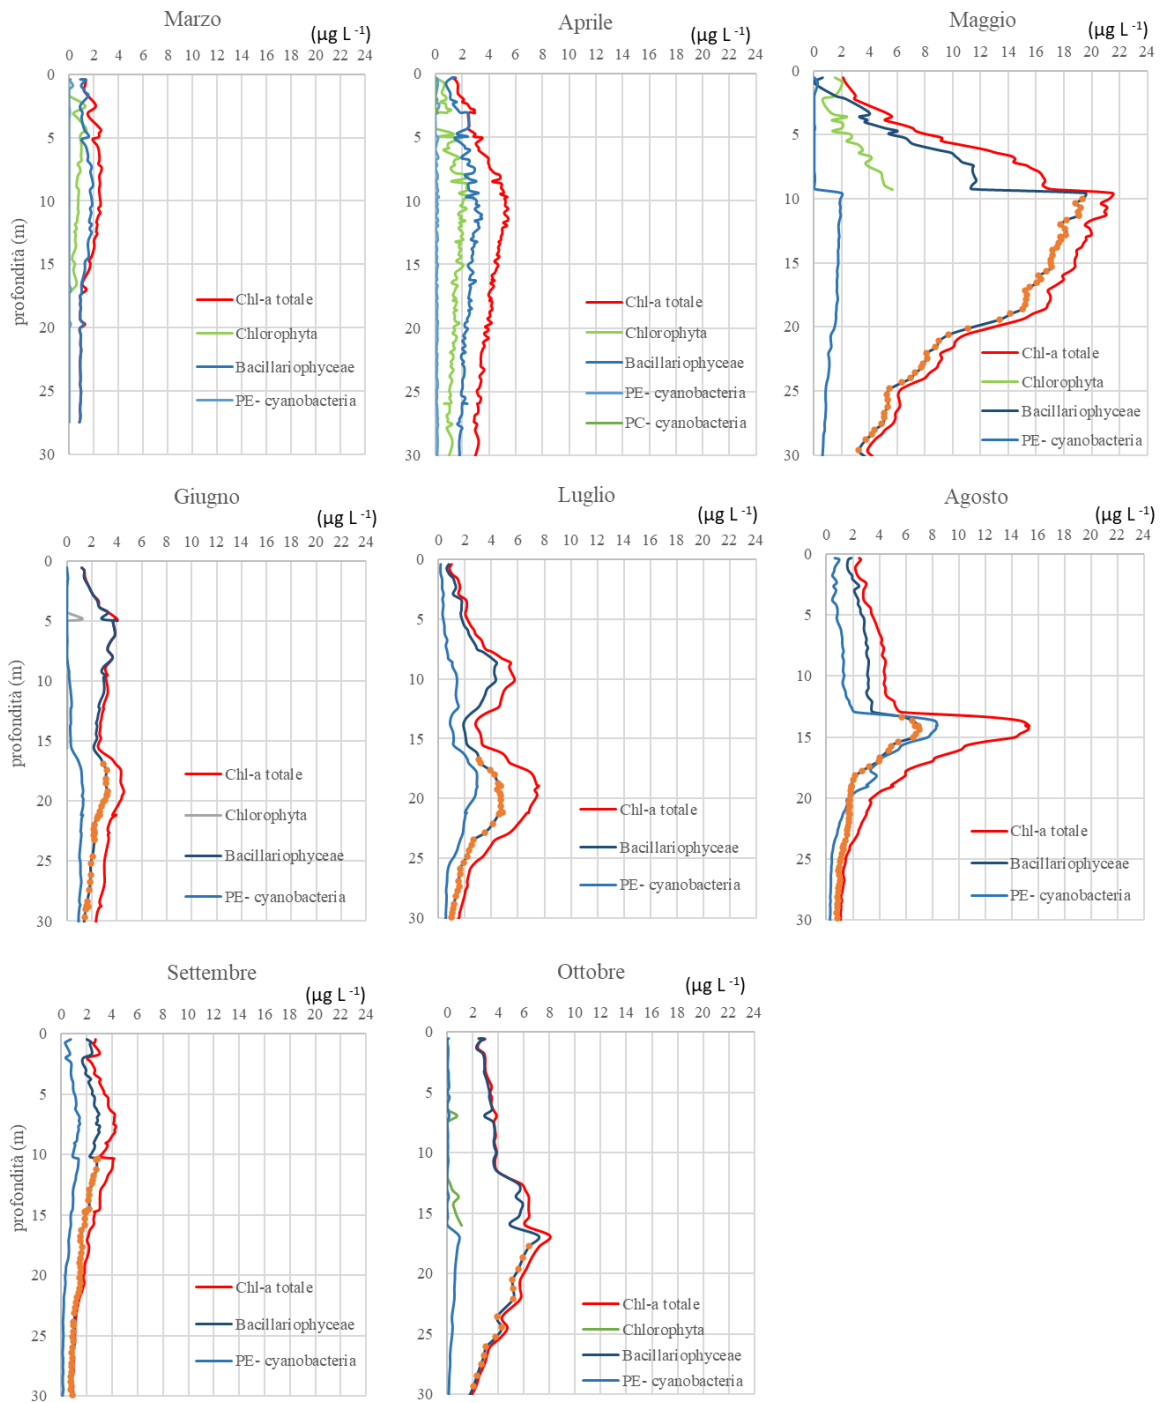 Marzo
(µg L -1)
0 2 4 6 8 10 12 14 16 18 20 22 24
0
5
10
15
20
25
30
profondità (m)
Chl-a totale
Chlorophyta
Bacillariophyceae
PE- cyanobacteria
Aprile
(µg L -1)
0 2 4 6 8 10 12 14 16 18 20 22 24
0
5
10
15
20
25
30
Chl-a totale
Chlorophyta
Bacillariophyceae
PE- cyanobacteria
PC- cyanobacteria
Maggio
(µg L -1)
0 2 4 6 8 10 12 14 16 18 20 22 24
0
5
10
15
20
25
30
Chl-a totale
Chlorophyta
Bacillariophyceae
PE- cyanobacteria
Giugno
(µg L -1)
0 2 4 6 8 10 12 14 16 18 20 22 24
0
5
10
15
20
25
30
profondità (m)
Chl-a totale
Chlorophyta
Bacillariophyceae
PE- cyanobacteria
Luglio
(µg L -1)
0 2 4 6 8 10 12 14 16 18 20 22 24
0
5
10
15
20
25
30
Chl-a totale
Bacillariophyceae
PE- cyanobacteria
Agosto
(µg L -1)
0 2 4 6 8 10 12 14 16 18 20 22 24
0
5
10
15
20
25
30
Chl-a totale
Bacillariophyceae
PE- cyanobacteria
Settembre
(µg L -1)
0 2 4 6 8 10 12 14 16 18 20 22 24
0
5
10
15
20
25
30
profondità (m)
Chl-a totale
Bacillariophyceae
PE- cyanobacteria
Ottobre
(µg L -1)
0 2 4 6 8 10 12 14 16 18 20 22 24
0
5
10
15
20
25
30
Chl-a totale
Chlorophyta
Bacillariophyceae
PE- cyanobacteria